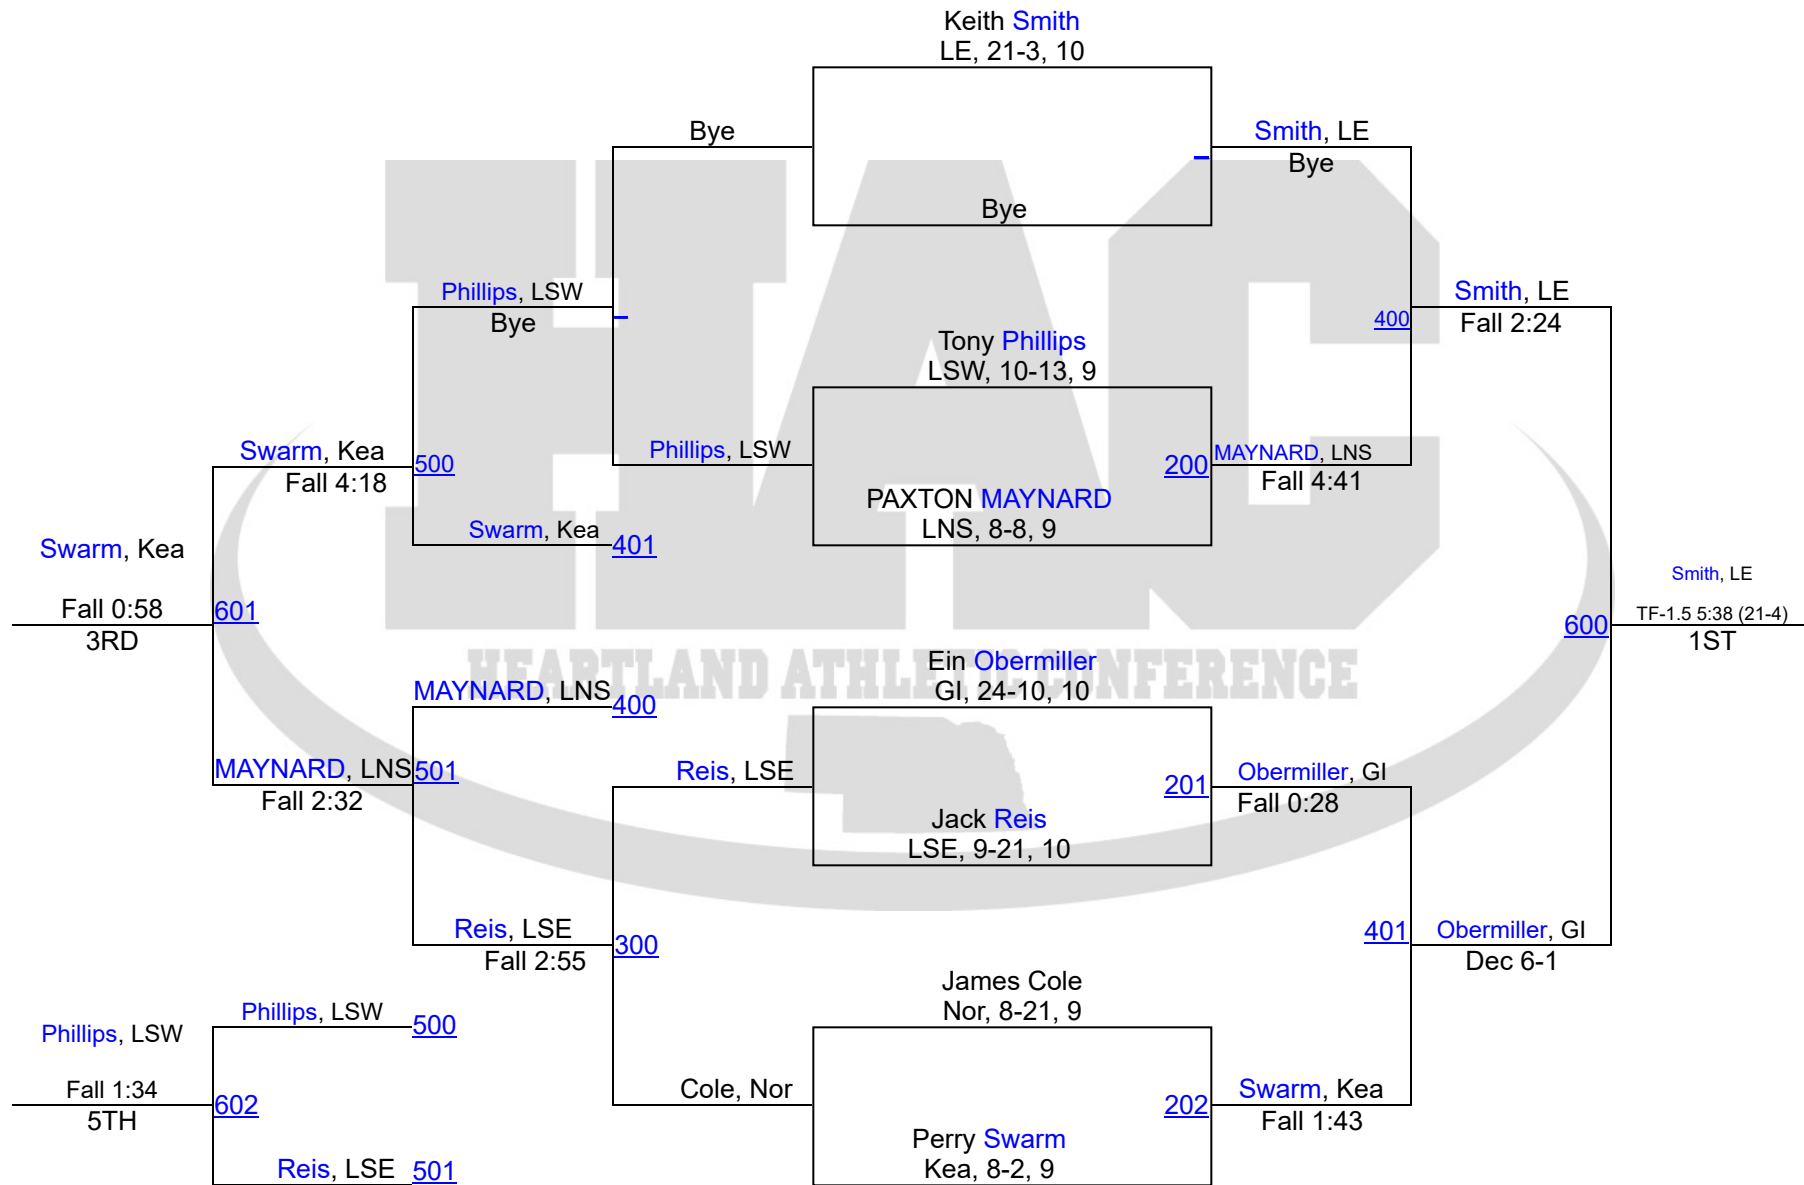 Keith Smith
LE, 21-3, 10
Bye
Smith, LE
Bye
Bye
Phillips, LSW
Bye
Smith, LE
400
Fall 2:24
Tony Phillips
LSW, 10-13, 9
Swarm, Kea
500
Fall 4:18
Phillips, LSW
200
MAYNARD, LNS
Fall 4:41
PAXTON MAYNARD
LNS, 8-8, 9
Swarm, Kea
401
Swarm, Kea
Fall 0:58
601
3RD
Smith, LE
TF-1.5 5:38 (21-4)
600
1ST
HEARTLAND ATHLETIC CONFERENCE
HAC
Ein Obermiller
GI, 24-10, 10
MAYNARD, LNS
400
MAYNARD, LNS
501
Fall 2:32
Reis, LSE
201
Obermiller, GI
Fall 0:28
Jack Reis
LSE, 9-21, 10
Reis, LSE
300
Fall 2:55
401
Obermiller, GI
Dec 6-1
James Cole
Nor, 8-21, 9
Phillips, LSW
500
Phillips, LSW
Fall 1:34
602
5TH
Cole, Nor
202
Swarm, Kea
Fall 1:43
Perry Swarm
Kea, 8-2, 9
Reis, LSE
501